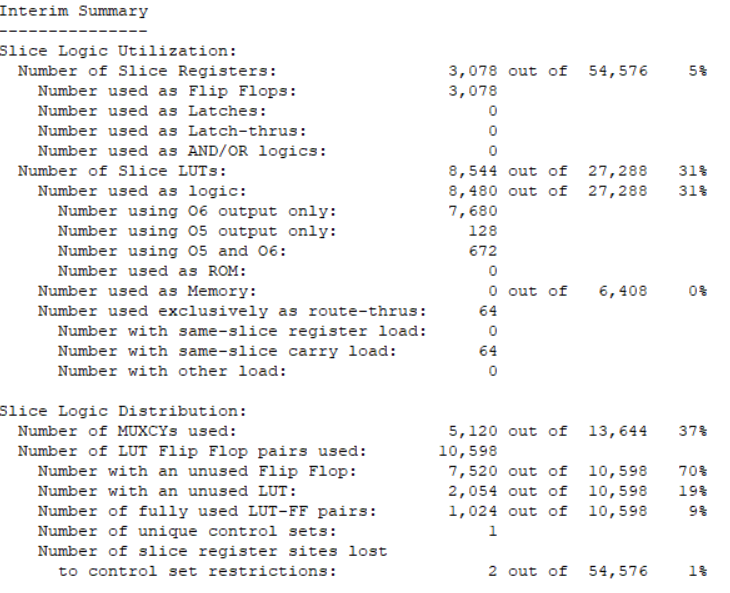 Interim Summary
---------------
Slice Logic Utilization:
  Number of Slice Registers:                 3,078 out of  54,576    5%
    Number used as Flip Flops:               3,078
    Number used as Latches:                      0
    Number used as Latch-thrus:                  0
    Number used as AND/OR logics:                0
  Number of Slice LUTs:                      8,544 out of  27,288   31%
    Number used as logic:                    8,480 out of  27,288   31%
      Number using O6 output only:           7,680
      Number using O5 output only:             128
      Number using O5 and O6:                  672
      Number used as ROM:                        0
    Number used as Memory:                       0 out of   6,408    0%
    Number used exclusively as route-thrus:     64
      Number with same-slice register load:      0
      Number with same-slice carry load:        64
      Number with other load:                    0

Slice Logic Distribution:
  Number of MUXCYs used:                     5,120 out of  13,644   37%
  Number of LUT Flip Flop pairs used:       10,598
    Number with an unused Flip Flop:         7,520 out of  10,598   70%
    Number with an unused LUT:               2,054 out of  10,598   19%
    Number of fully used LUT-FF pairs:       1,024 out of  10,598    9%
    Number of unique control sets:               1
    Number of slice register sites lost
      to control set restrictions:               2 out of  54,576    1%